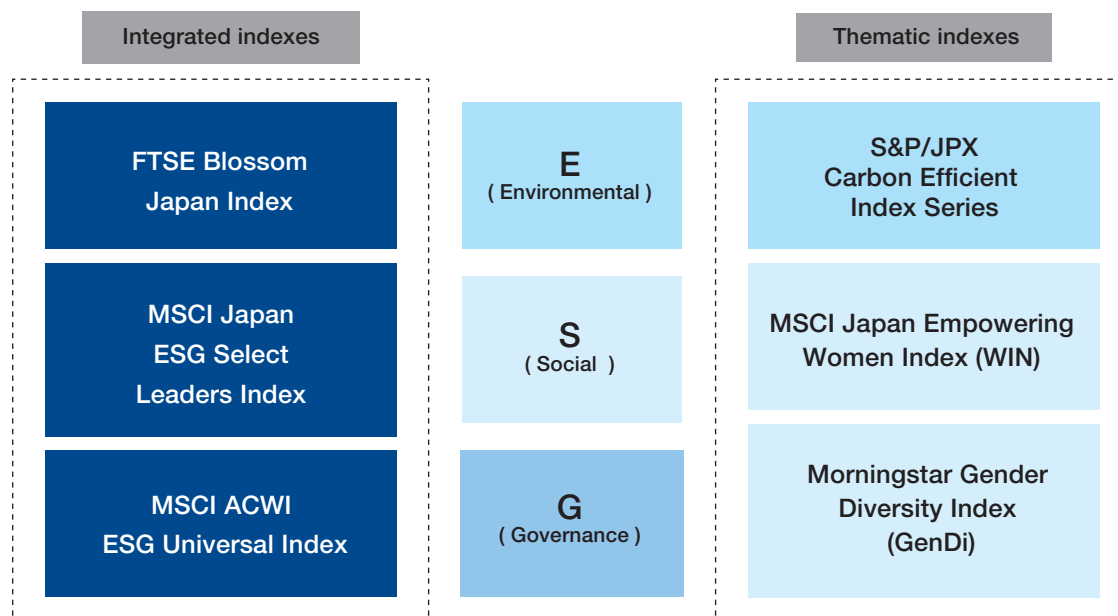 Integrated indexes
FTSE Blossom
Japan Index
MSCI Japan
ESG Select
Leaders Index
MSCI ACWI
ESG Universal Index
E
( Environmental )
S
( Social )
G
( Governance )
Thematic indexes
S&P/JPX
Carbon Efficient
Index Series
MSCI Japan Empowering
Women Index (WIN)
Morningstar Gender
Diversity Index
(GenDi)